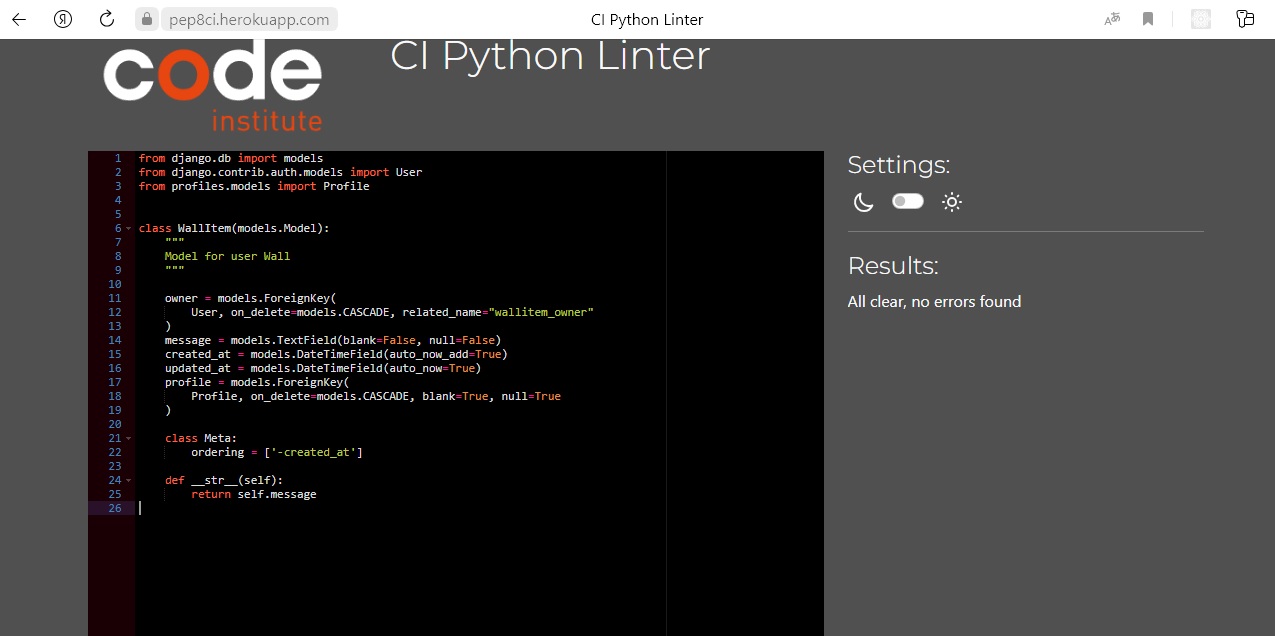 pep8ci.herokuapp.com
CI Python Linter
code
institute
CI Python Linter
1 from django.db import models
2 from django.contrib.auth.models import User
3 from profiles.models import Profile
4
5
6 class WallItem(models.Model):
7     """
8     Model for user Wall
9     """
10
11     owner = models.ForeignKey(
12         User, on_delete=models.CASCADE, related_name="wallitem_owner"
13     )
14     message = models.TextField(blank=False, null=False)
15     created_at = models.DateTimeField(auto_now_add=True)
16     updated_at = models.DateTimeField(auto_now=True)
17     profile = models.ForeignKey(
18         Profile, on_delete=models.CASCADE, blank=True, null=True
19     )
20
21     class Meta:
22         ordering = ['-created_at']
23
24     def __str__(self):
25         return self.message
26
Settings:
Results:
All clear, no errors found